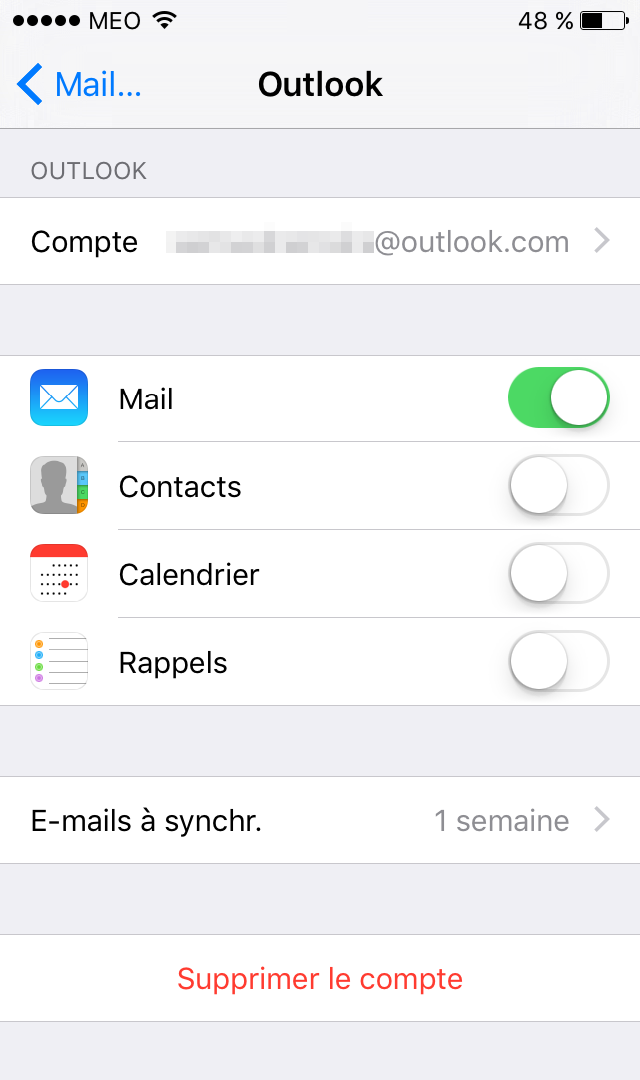 MEO 48 %
Mail... Outlook
OUTLOOK
Compte @outlook.com
Mail
Contacts
Calendrier
Rappels
E-mails à synchr. 1 semaine
Supprimer le compte